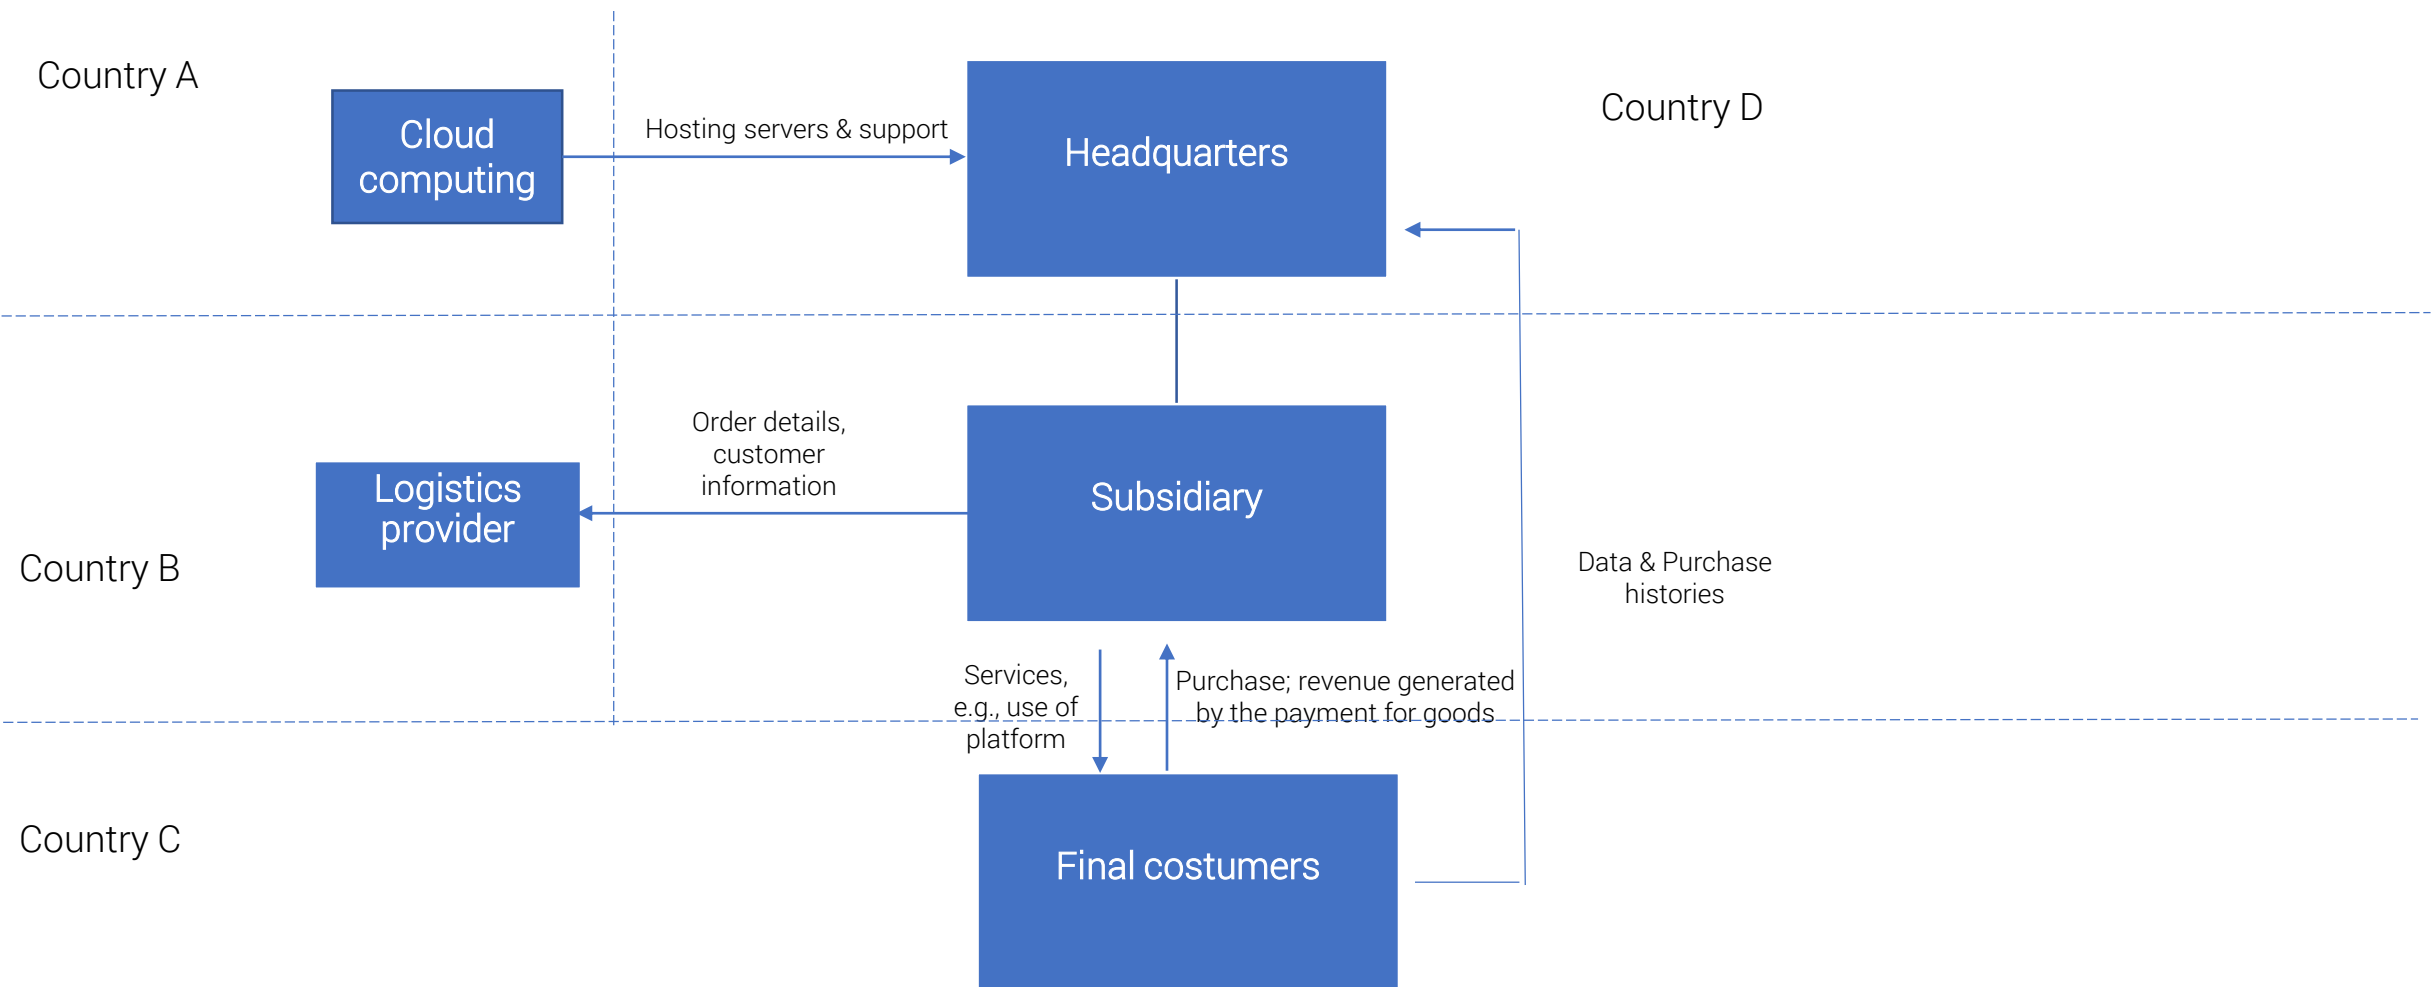 Country A
Cloud
computing
Hosting servers & support
Headquarters
Country D
Order details,
customer
information
Logistics
provider
Subsidiary
Country B
Data & Purchase
histories
Services,
e.g., use of
platform
Purchase; revenue generated
by the payment for goods
Country C
Final costumers